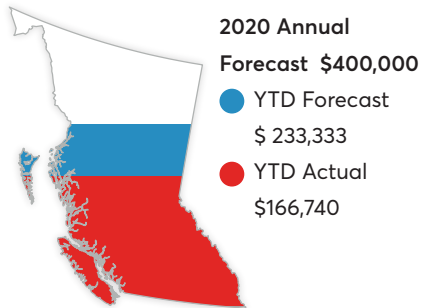 2020 Annual
Forecast $400,000
YTD Forecast
$ 233,333
YTD Actual
$166,740